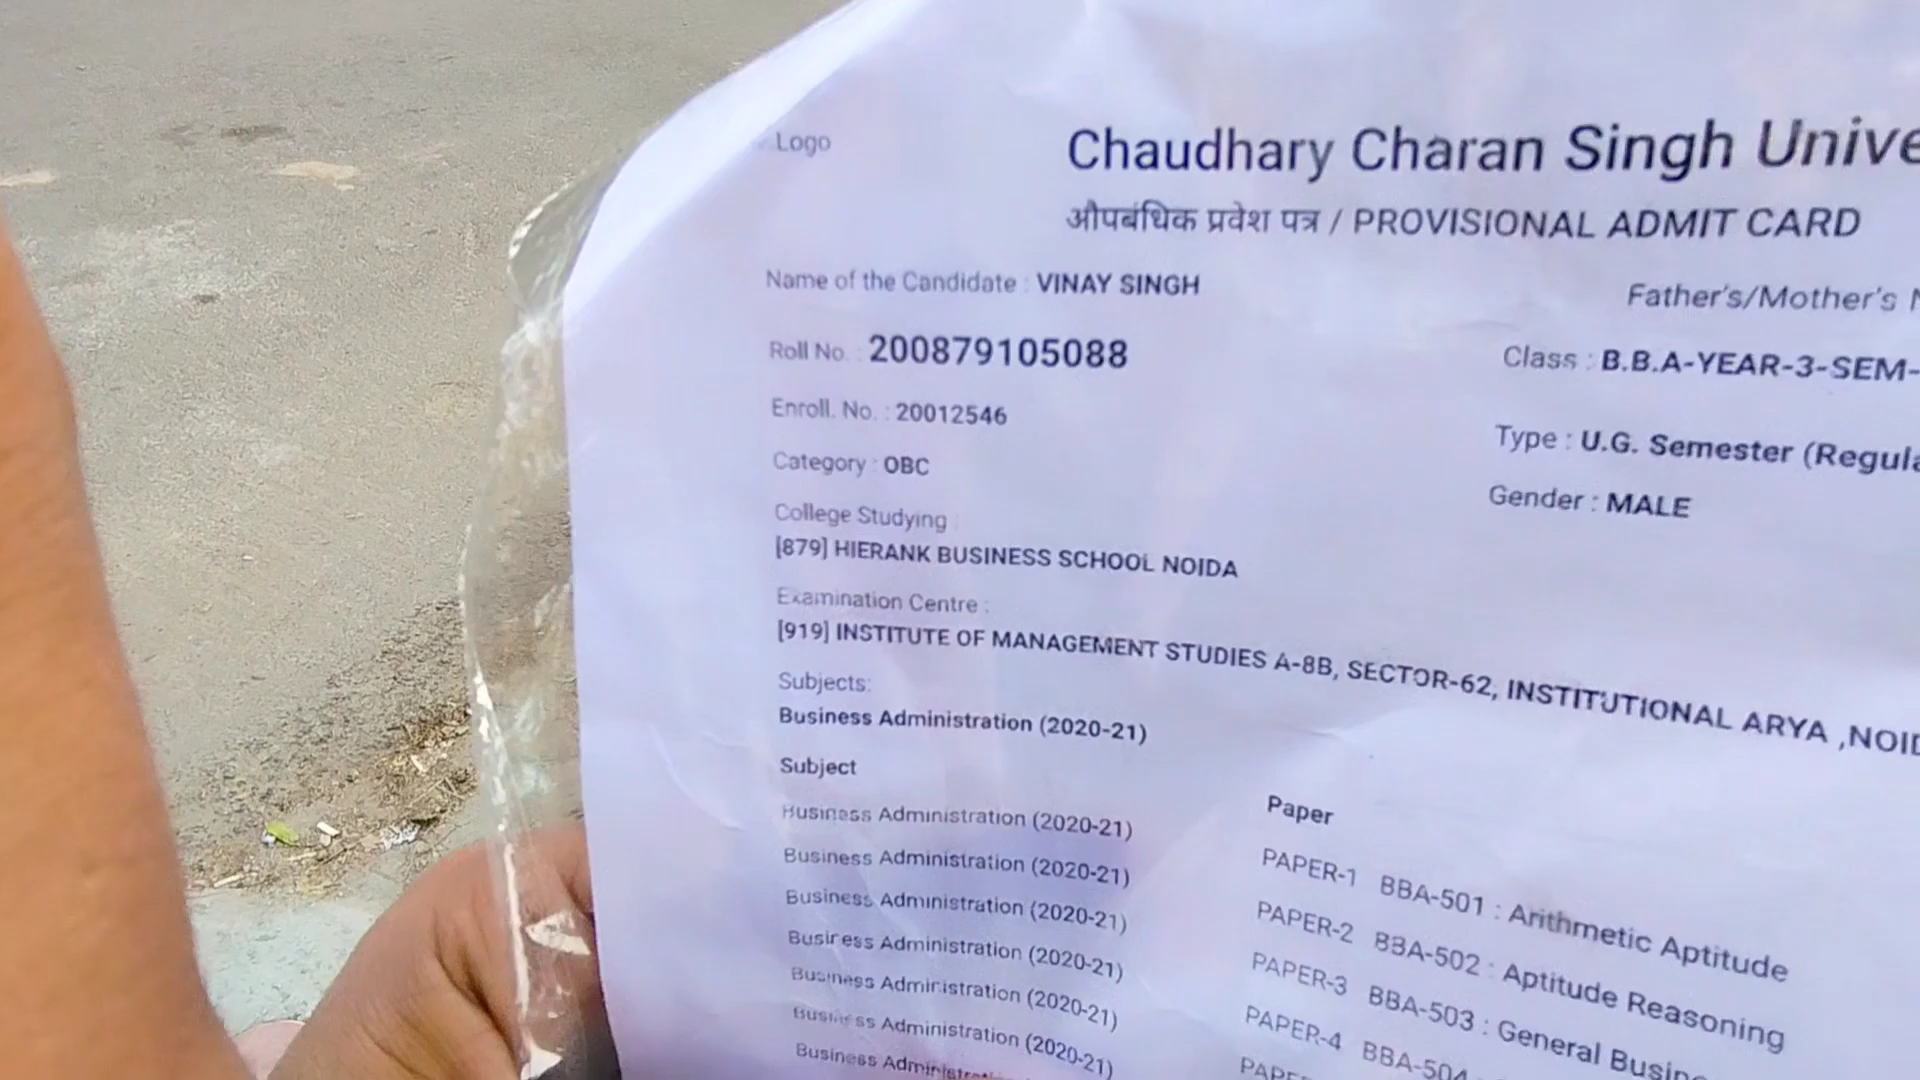 Logo
Chaudhary Charan Singh Unive
औपबंधिक प्रवेश पत्र / PROVISIONAL ADMIT CARD
Name of the Candidate : VINAY SINGH
Father's/Mother's
Roll No. : 200879105088
Class : B.B.A-YEAR-3-SEM-
Enroll. No. : 20012546
Type : U.G. Semester (Regula
Category : OBC
Gender : MALE
College Studying :
[879] HIERANK BUSINESS SCHOOL NOIDA
Examination Centre :
[919] INSTITUTE OF MANAGEMENT STUDIES A-8B, SECTOR-62, INSTITUTIONAL ARYA ,NOID
Subjects:
Business Administration (2020-21)
Subject
Paper
Business Administration (2020-21)
PAPER-1 BBA-501 : Arithmetic Aptitude
Business Administration (2020-21)
PAPER-2 BBA-502 : Aptitude Reasoning
Business Administration (2020-21)
PAPER-3 BBA-503 : General Busin
Business Administration (2020-21)
PAPER-4 BBA-504
Business Administration (2020-21)
Business Administration (2020-21)
Business